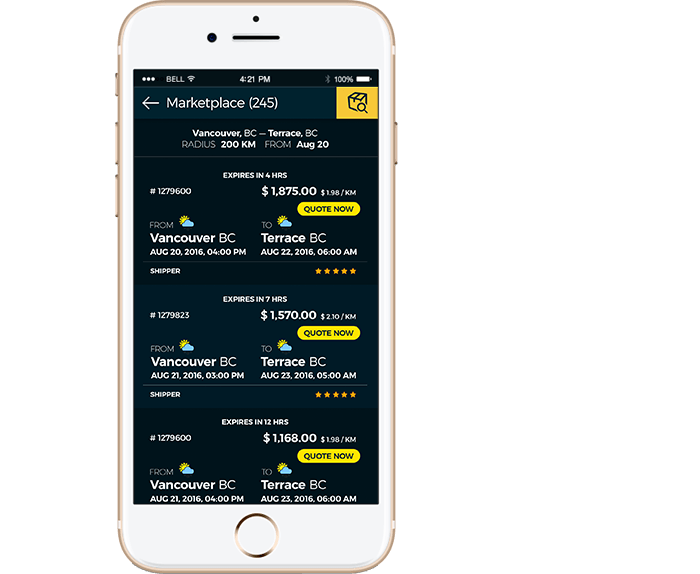 BELL 4:21 PM 100%
Marketplace (245)
Vancouver, BC — Terrace, BC
RADIUS 200 KM FROM Aug 20
EXPIRES IN 4 HRS
# 1279600 $ 1,875.00 $ 1.98 / KM
QUOTE NOW
FROM TO
Vancouver BC Terrace BC
AUG 20, 2016, 04:00 PM AUG 22, 2016, 06:00 AM
SHIPPER
EXPIRES IN 7 HRS
# 1279823 $ 1,570.00 $ 2.10 / KM
QUOTE NOW
FROM TO
Vancouver BC Terrace BC
AUG 21, 2016, 03:00 PM AUG 23, 2016, 05:00 AM
SHIPPER
EXPIRES IN 12 HRS
# 1279600 $ 1,168.00 $ 1.98 / KM
QUOTE NOW
FROM TO
Vancouver BC Terrace BC
AUG 21, 2016, 04:00 PM AUG 23, 2016, 06:00 AM